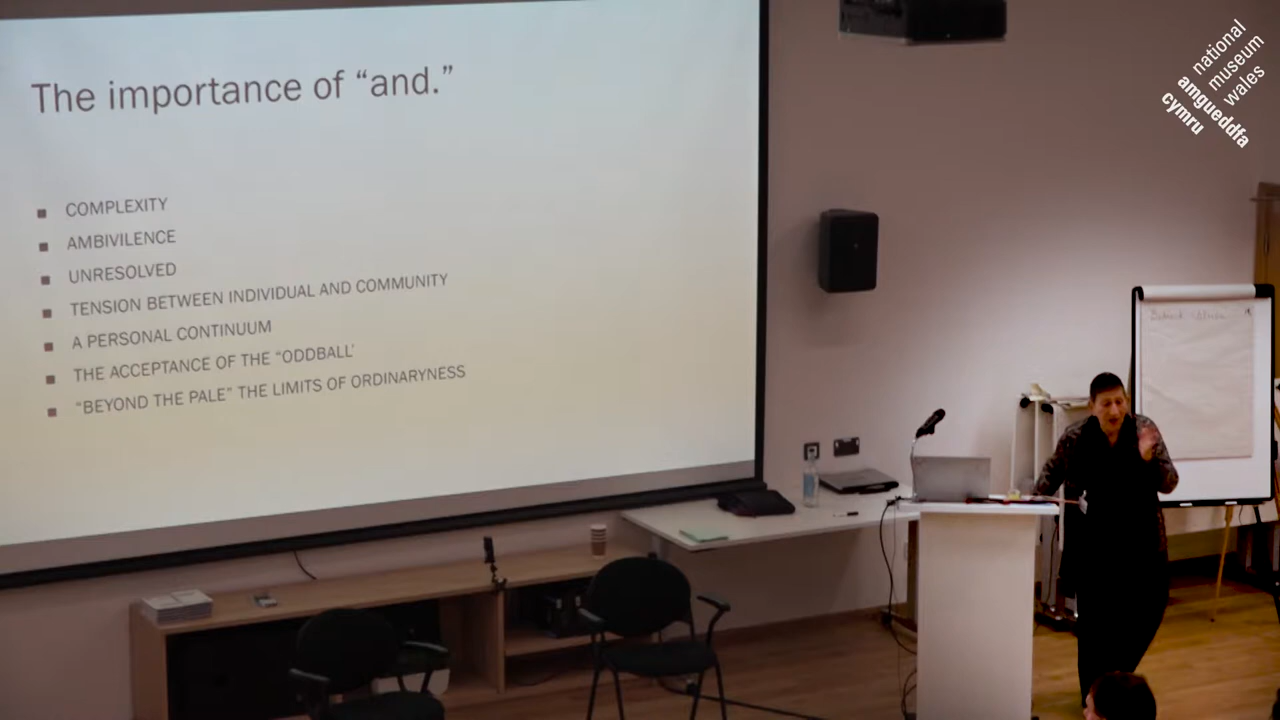 The importance of “and.”
COMPLEXITY
AMBIVILENCE
UNRESOLVED
TENSION BETWEEN INDIVIDUAL AND COMMUNITY
A PERSONAL CONTINUUM
THE ACCEPTANCE OF THE “ODDBALL’
“BEYOND THE PALE” THE LIMITS OF ORDINARYNESS
national
museum
wales
amgueddfa
cymru